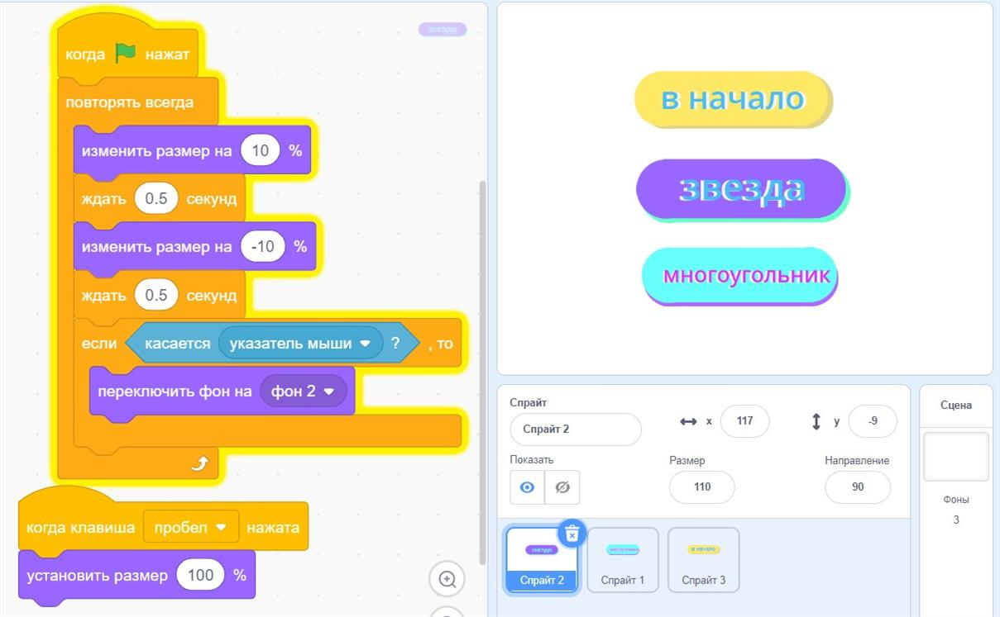 звезда
когда нажат
повторять всегда
изменить размер на 10 %
ждать 0.5 секунд
изменить размер на -10 %
ждать 0.5 секунд
если касается указатель мыши ? , то
переключить фон на фон 2
когда клавиша пробел нажата
установить размер 100 %
в начало
звезда
многоугольник
Спрайт
Спрайт 2 x 117 y -9
Показать Размер Направление
110 90
звезда многоугольник в начало
Спрайт 2 Спрайт 1 Спрайт 3
Сцена
Фоны
3